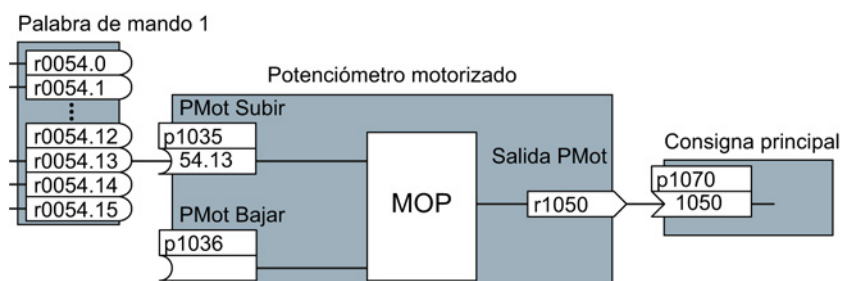 Palabra de mando 1
r0054.0
r0054.1
r0054.12
r0054.13
r0054.14
r0054.15
Potenciómetro motorizado
PMot Subir
p1035
54.13
PMot Bajar
p1036
MOP
Salida PMot
r1050
Consigna principal
p1070
1050